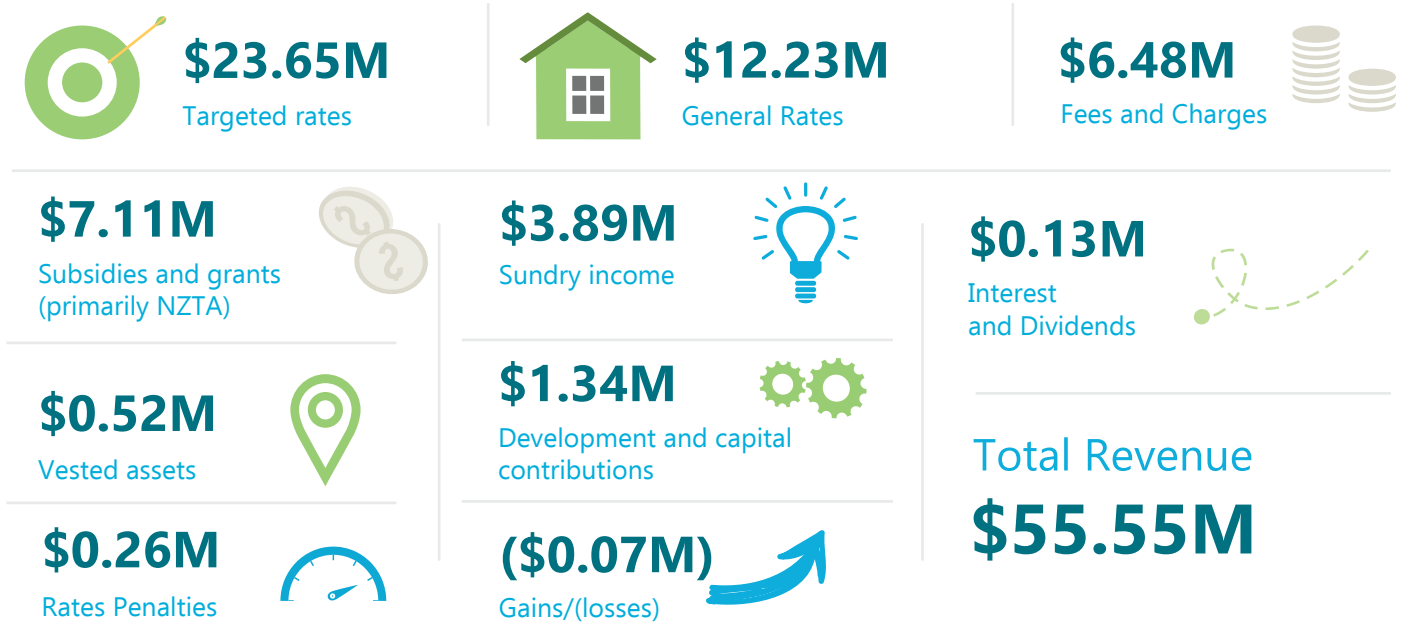 $23.65M
Targeted rates
$12.23M
General Rates
$6.48M
Fees and Charges
$7.11M
Subsidies and grants
(primarily NZTA)
$0.52M
Vested assets
$0.26M
Rates Penalties
$3.89M
Sundry income
$1.34M
Development and capital
contributions
($0.07M)
Gains/(losses)
$0.13M
Interest
and Dividends
Total Revenue
$55.55M